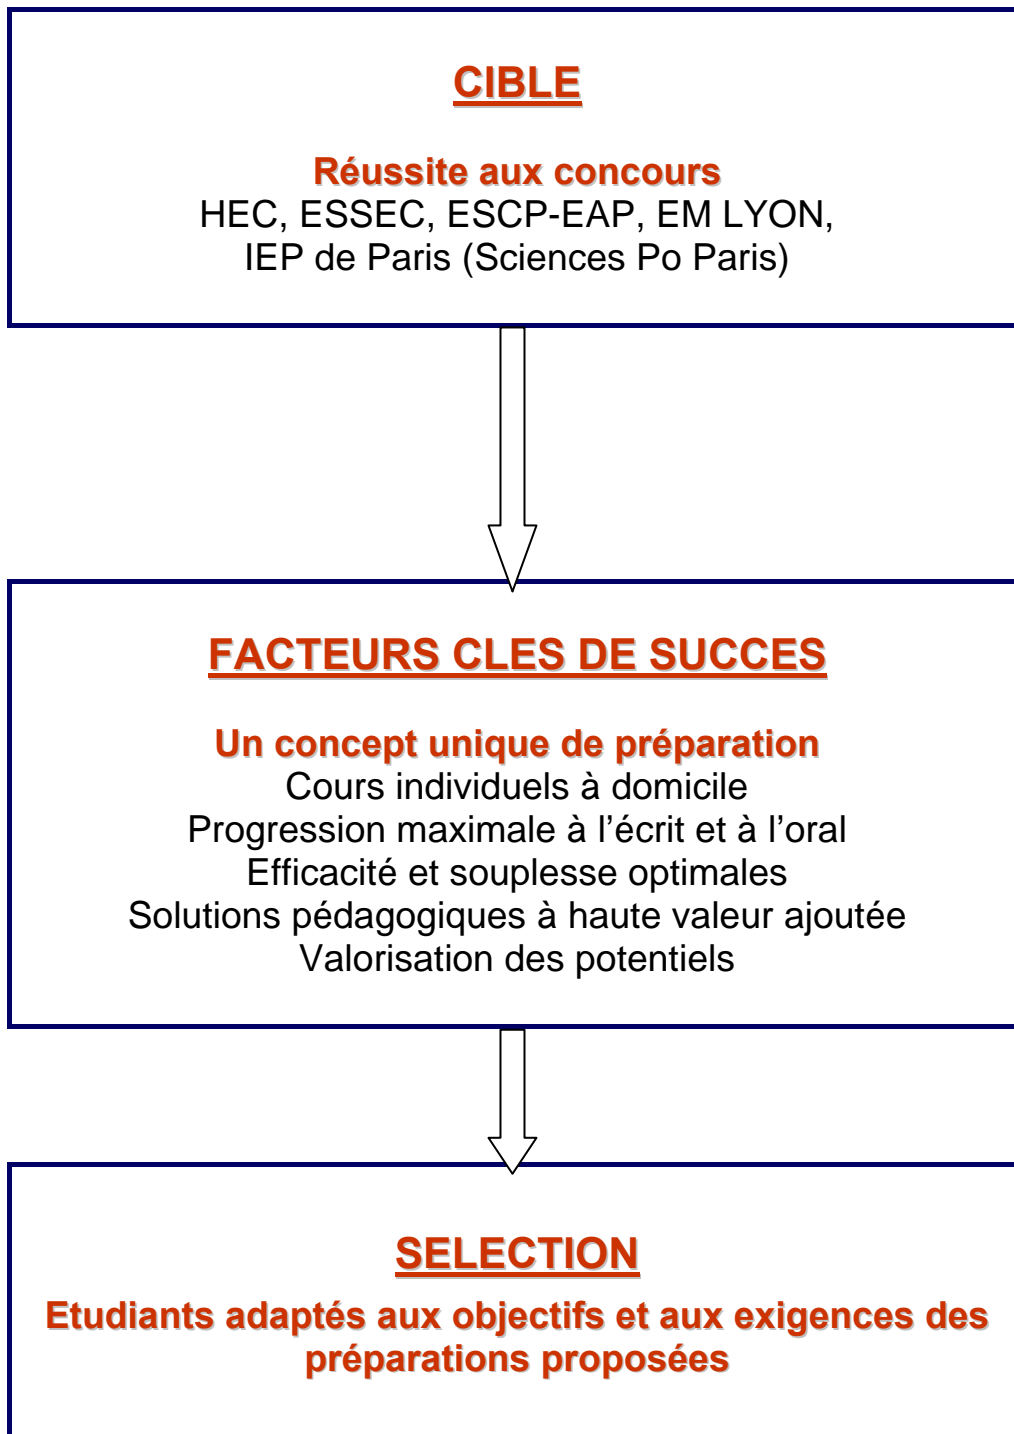 CIBLE
Réussite aux concours
HEC, ESSEC, ESCP-EAP, EM LYON,
IEP de Paris (Sciences Po Paris)
FACTEURS CLES DE SUCCES
Un concept unique de préparation
Cours individuels à domicile
Progression maximale à l’écrit et à l’oral
Efficacité et souplesse optimales
Solutions pédagogiques à haute valeur ajoutée
Valorisation des potentiels
SELECTION
Etudiants adaptés aux objectifs et aux exigences des
préparations proposées